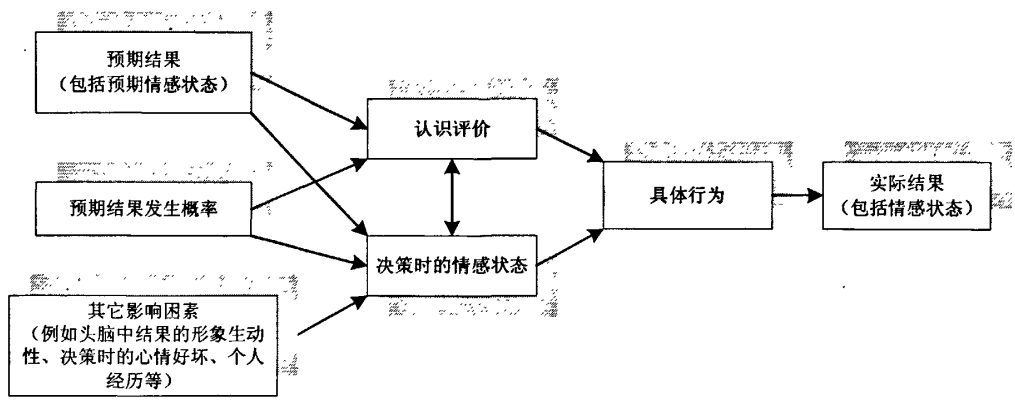 预期结果
（包括预期情感状态）
认识评价
预期结果发生概率
具体行为
实际结果
（包括情感状态）
决策时的情感状态
其它影响因素
（例如头脑中结果的形象生动
性、决策时的心情好坏、个人
经历等）